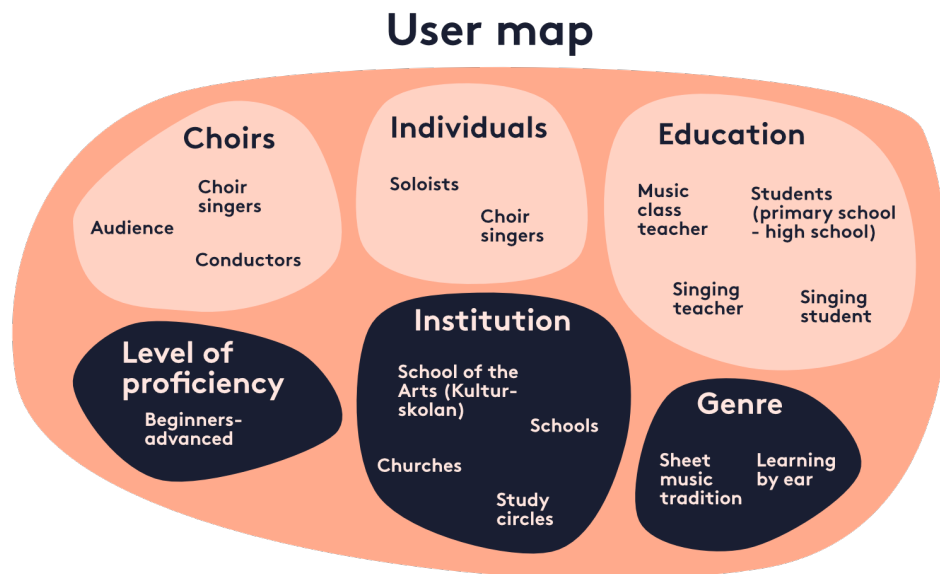 User map
Choirs
Choir
singers
Audience
Conductors
Individuals
Soloists
Choir
singers
Education
Music
class
teacher
Students
(primary school
- high school)
Singing
teacher
Singing
student
Level of
proficiency
Beginners-
advanced
Institution
School of the
Arts (Kultur-
skolan)
Schools
Churches
Study
circles
Genre
Sheet
music
tradition
Learning
by ear